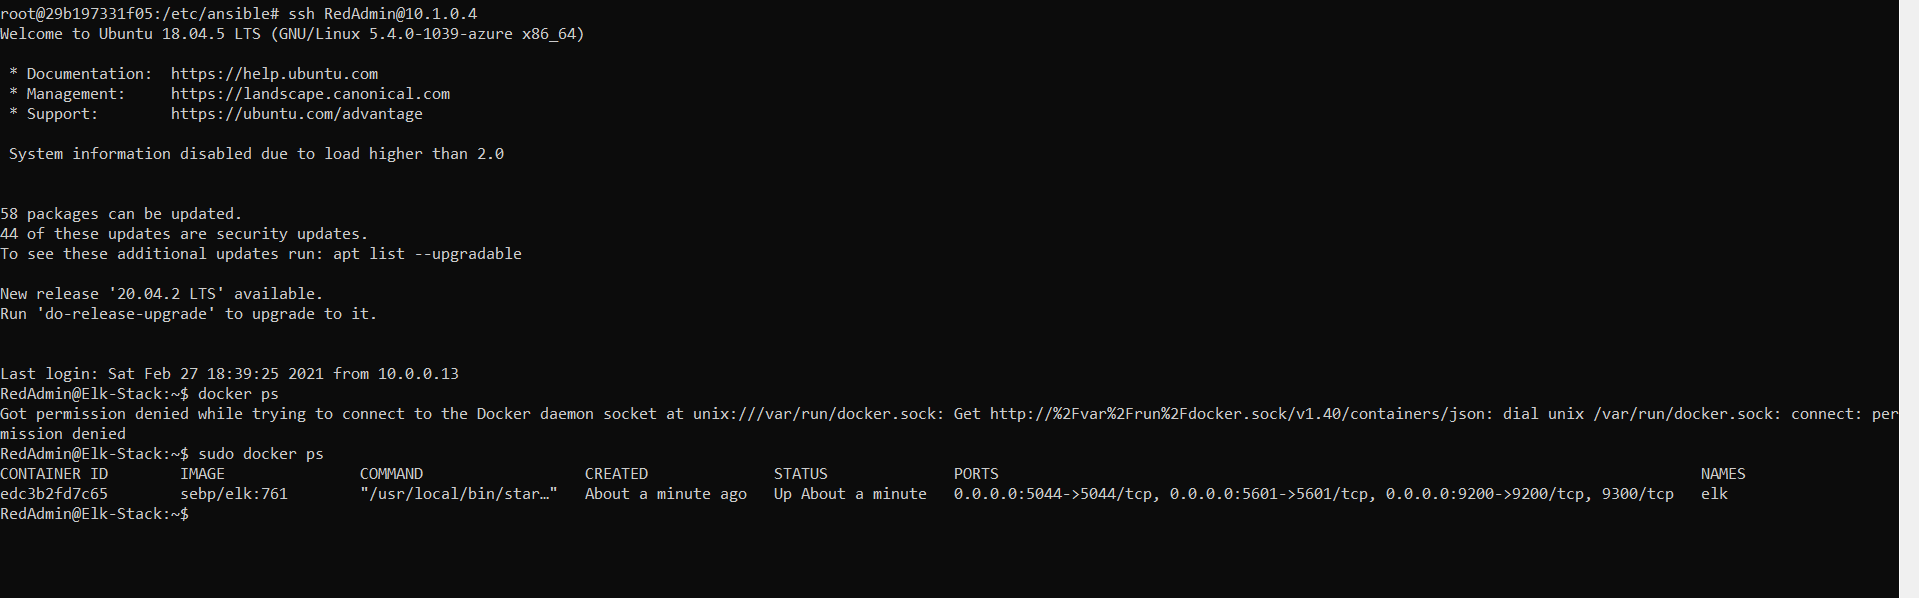 root@29b197331f05:/etc/ansible# ssh RedAdmin@10.1.0.4
Welcome to Ubuntu 18.04.5 LTS (GNU/Linux 5.4.0-1039-azure x86_64)
* Documentation:  https://help.ubuntu.com
* Management:     https://landscape.canonical.com
* Support:        https://ubuntu.com/advantage
System information disabled due to load higher than 2.0
58 packages can be updated.
44 of these updates are security updates.
To see these additional updates run: apt list --upgradable
New release '20.04.2 LTS' available.
Run 'do-release-upgrade' to upgrade to it.
Last login: Sat Feb 27 18:39:25 2021 from 10.0.0.13
RedAdmin@Elk-Stack:~$ docker ps
Got permission denied while trying to connect to the Docker daemon socket at unix:///var/run/docker.sock: Get http://%2Fvar%2Frun%2Fdocker.sock/v1.40/containers/json: dial unix /var/run/docker.sock: connect: per
mission denied
RedAdmin@Elk-Stack:~$ sudo docker ps
CONTAINER ID        IMAGE               COMMAND                  CREATED              STATUS              PORTS                                                                              NAMES
edc3b2fd7c65        sebp/elk:761        "/usr/local/bin/star…"   About a minute ago   Up About a minute   0.0.0.0:5044->5044/tcp, 0.0.0.0:5601->5601/tcp, 0.0.0.0:9200->9200/tcp, 9300/tcp   elk
RedAdmin@Elk-Stack:~$